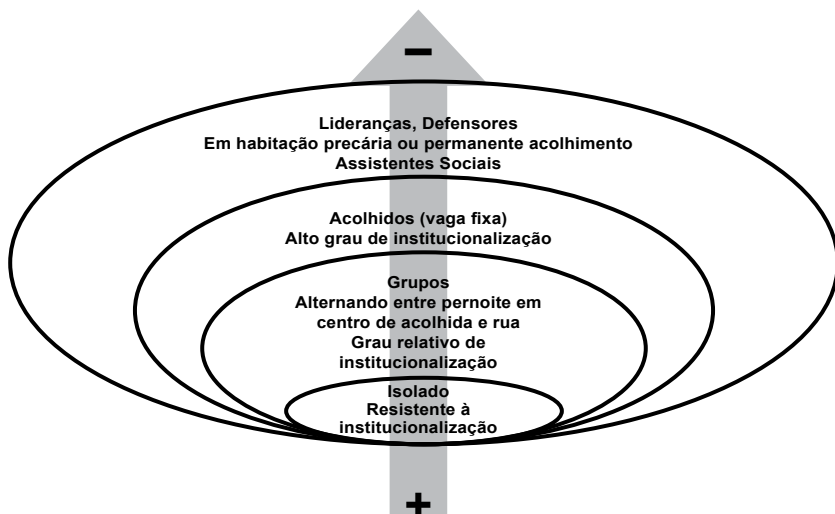 −
Lideranças, Defensores
Em habitação precária ou permanente acolhimento
Assistentes Sociais
Acolhidos (vaga fixa)
Alto grau de institucionalização
Grupos
Alternando entre pernoite em
centro de acolhida e rua
Grau relativo de
institucionalização
Isolado
Resistente à
institucionalização
+